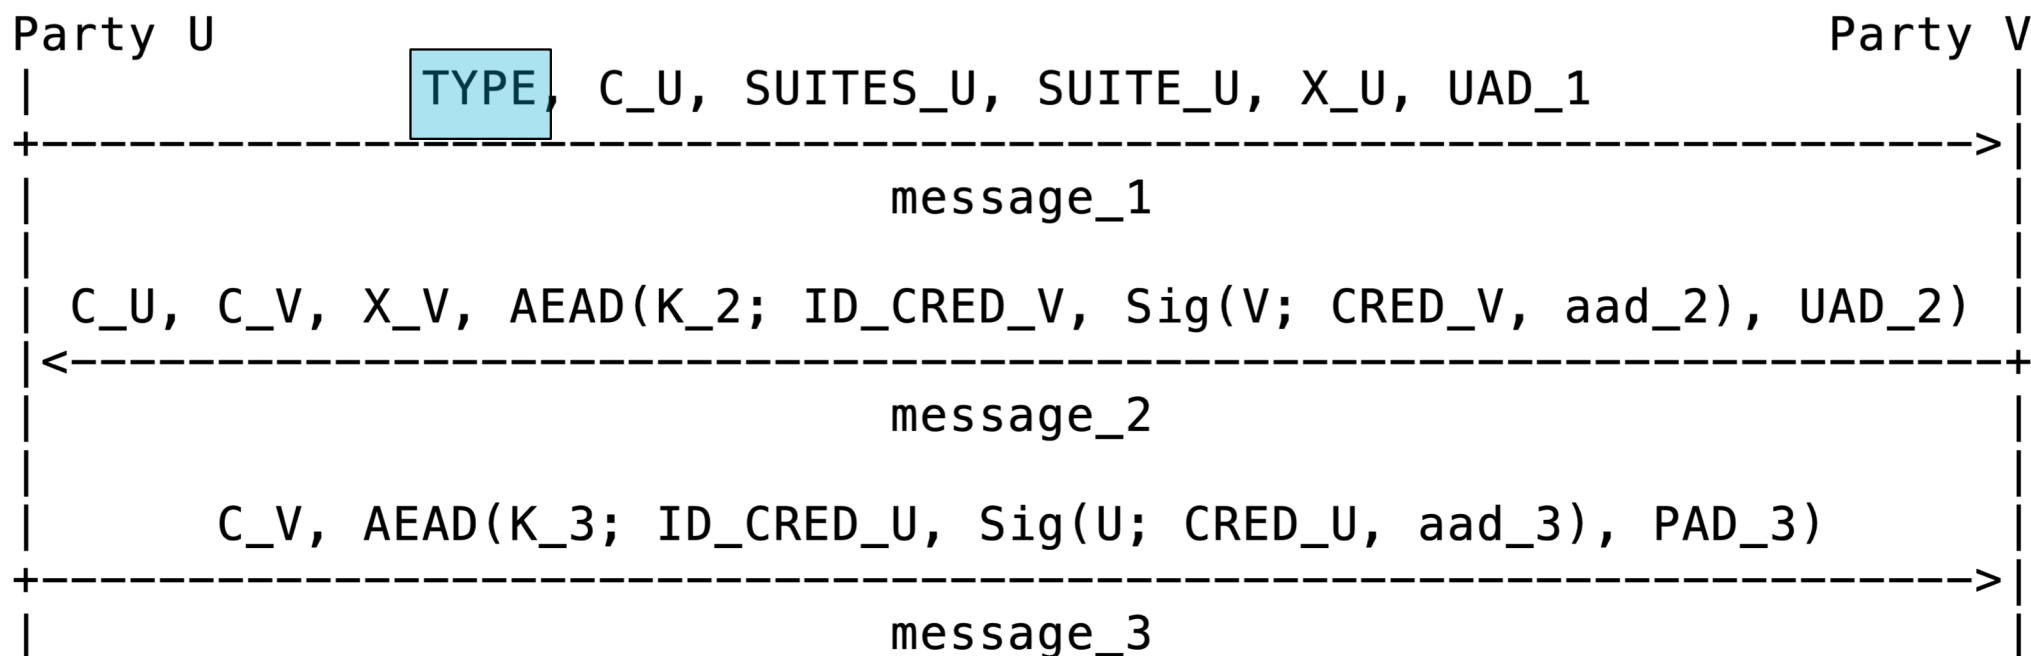 Party U Party V
| TYPE, C_U, SUITES_U, SUITE_U, X_U, UAD_1 |
+------------------------------------------------------------------>|
| message_1 |
| |
| C_U, C_V, X_V, AEAD(K_2; ID_CRED_V, Sig(V; CRED_V, aad_2), UAD_2) |
|<------------------------------------------------------------------+
| message_2 |
| |
| C_V, AEAD(K_3; ID_CRED_U, Sig(U; CRED_U, aad_3), PAD_3) |
+------------------------------------------------------------------>|
| message_3 |